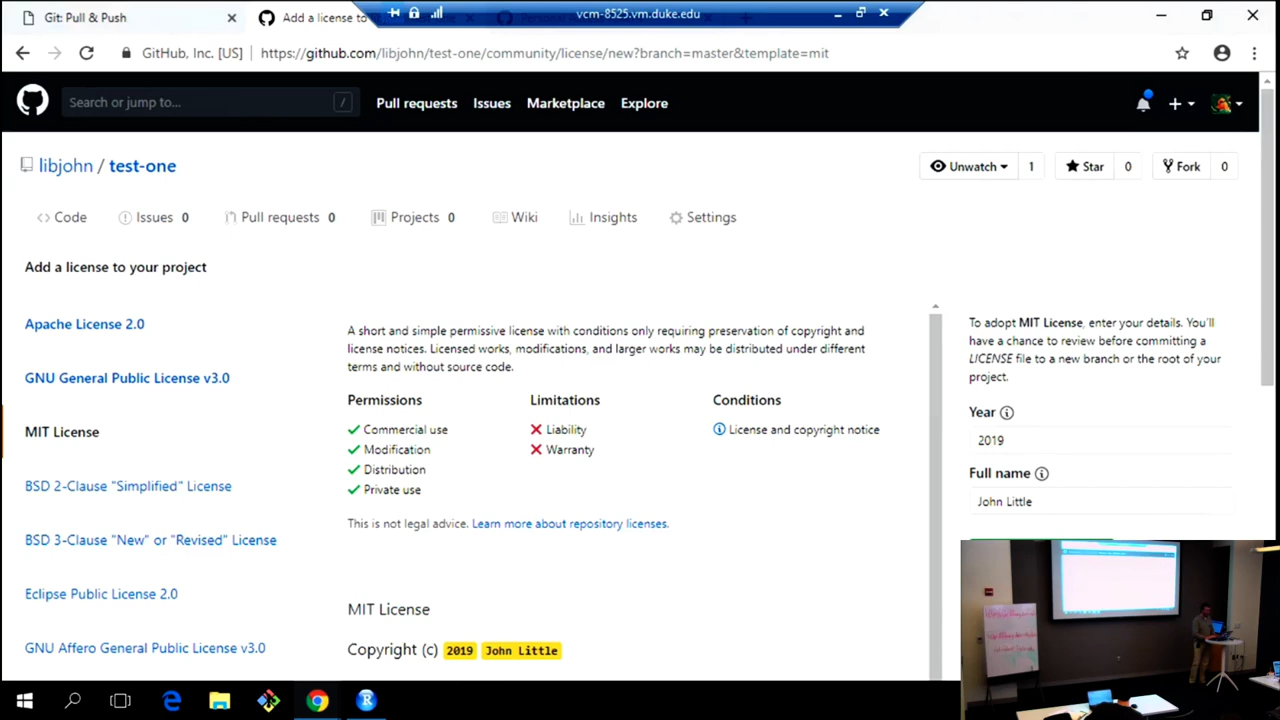 Git: Pull & Push
Add a license to
vcm-8525.vm.duke.edu
GitHub, Inc. [US]
https://github.com/libjohn/test-one/community/license/new?branch=master&template=mit
Search or jump to...
/
Pull requests
Issues
Marketplace
Explore
libjohn / test-one
Unwatch 1
Star 0
Fork 0
Code
Issues 0
Pull requests 0
Projects 0
Wiki
Insights
Settings
Add a license to your project
Apache License 2.0
GNU General Public License v3.0
MIT License
BSD 2-Clause "Simplified" License
BSD 3-Clause "New" or "Revised" License
Eclipse Public License 2.0
GNU Affero General Public License v3.0
A short and simple permissive license with conditions only requiring preservation of copyright and
license notices. Licensed works, modifications, and larger works may be distributed under different
terms and without source code.
Permissions
Commercial use
Modification
Distribution
Private use
Limitations
Liability
Warranty
Conditions
License and copyright notice
This is not legal advice. Learn more about repository licenses.
MIT License
Copyright (c) 2019 John Little
To adopt MIT License, enter your details. You'll
have a chance to review before committing a
LICENSE file to a new branch or the root of your
project.
Year
2019
Full name
John Little